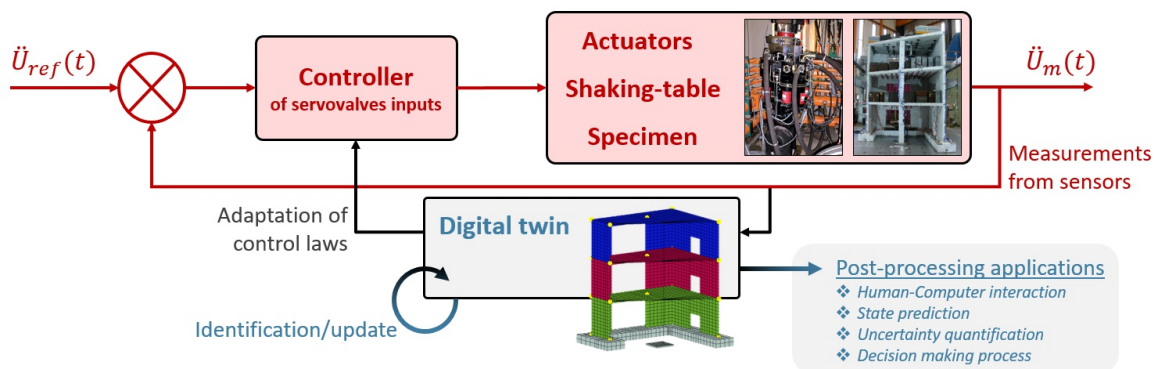 Ü_ref(t)
Controller
of servovalves inputs
Actuators
Shaking-table
Specimen
Ü_m(t)
Measurements
from sensors
Adaptation of
control laws
Digital twin
Identification/update
Post-processing applications
❖ Human-Computer interaction
❖ State prediction
❖ Uncertainty quantification
❖ Decision making process